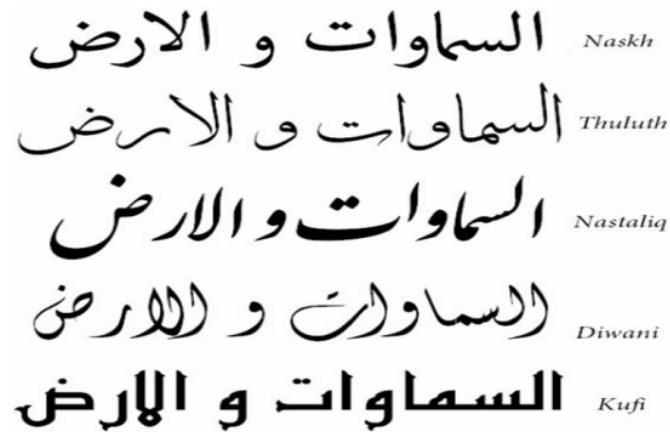 السماوات و الارض Naskh
السماوات و الارض Thuluth
السماوات و الارض Nastaliq
السماوات و الارض Diwani
السماوات و الارض Kufi